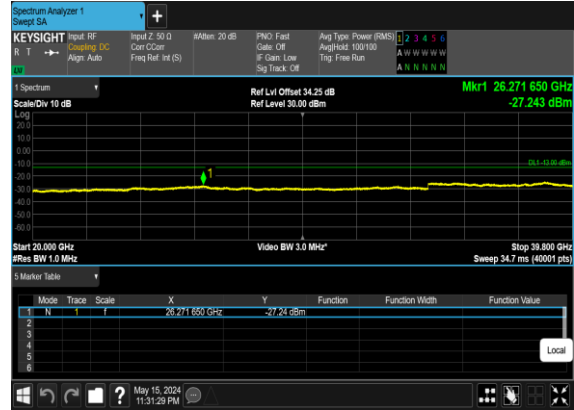 Spectrum Analyzer 1
Swept SA
+
KEYSIGHT
R T
LM
Input: RF
Coupling: DC
Align: Auto
Input Z: 50 Ω
Corr CCorr
Freq Ref: Int (S)
#Atten: 20 dB
PNO: Fast
Gate: Off
IF Gain: Low
Sig Track: Off
Avg Type: Power (RMS)
Avg|Hold: 100/100
Trig: Free Run
1 2 3 4 5 6
A W W W W W
A N N N N N
1 Spectrum
Scale/Div 10 dB
Ref Lvl Offset 34.25 dB
Ref Level 30.00 dBm
Mkr1 26.271 650 GHz
-27.243 dBm
Log
20.0
10.0
0.00
-10.0
-20.0
-30.0
-40.0
-50.0
-60.0
1
DL1 -13.00 dBm
Start 20.000 GHz
#Res BW 1.0 MHz
Video BW 3.0 MHz*
Stop 39.800 GHz
Sweep 34.7 ms (40001 pts)
5 Marker Table
Mode Trace Scale X Y Function Function Width Function Value
1 N 1 f 26.271 650 GHz -27.24 dBm
2
3
4
5
6
Local
?
May 15, 2024
11:31:29 PM